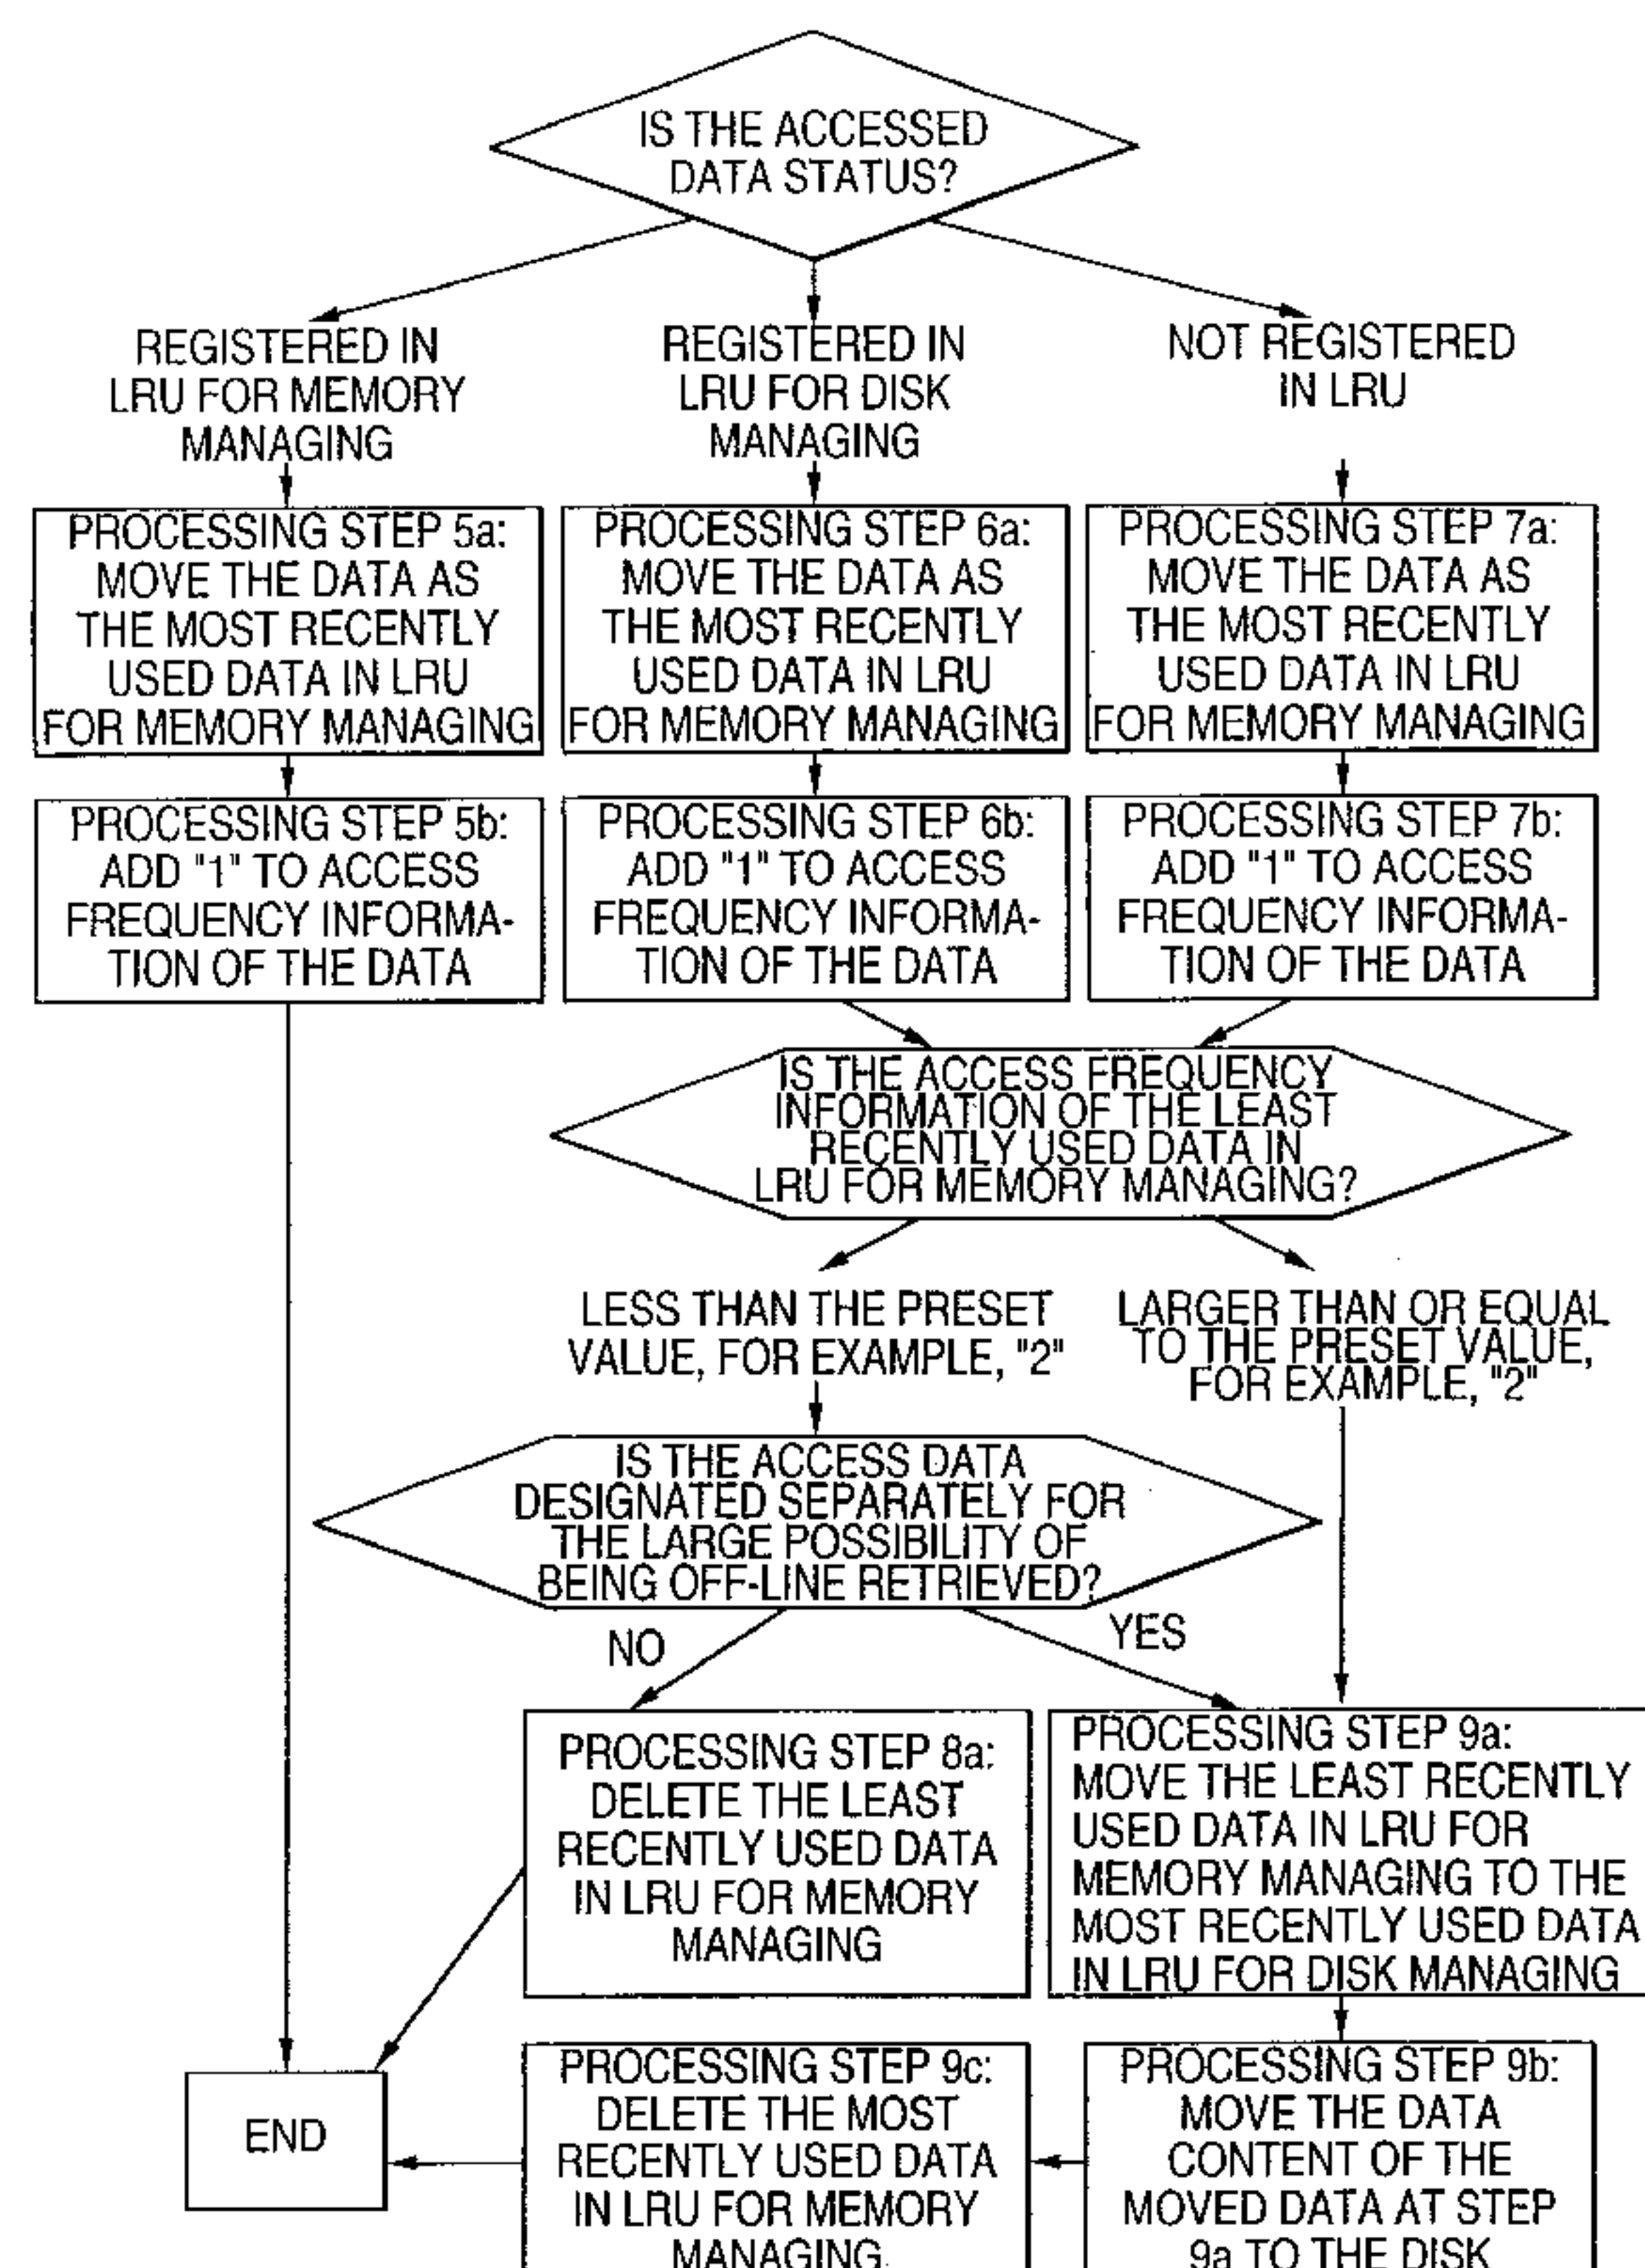 IS THE ACCESSED
DATA STATUS?
REGISTERED IN
LRU FOR MEMORY
MANAGING
REGISTERED IN
LRU FOR DISK
MANAGING
NOT REGISTERED
IN LRU
PROCESSING STEP 5a:
MOVE THE DATA AS
THE MOST RECENTLY
USED DATA IN LRU
FOR MEMORY MANAGING
PROCESSING STEP 6a:
MOVE THE DATA AS
THE MOST RECENTLY
USED DATA IN LRU
FOR MEMORY MANAGING
PROCESSING STEP 7a:
MOVE THE DATA AS
THE MOST RECENTLY
USED DATA IN LRU
FOR MEMORY MANAGING
PROCESSING STEP 5b:
ADD "1" TO ACCESS
FREQUENCY INFORMA-
TION OF THE DATA
PROCESSING STEP 6b:
ADD "1" TO ACCESS
FREQUENCY INFORMA-
TION OF THE DATA
PROCESSING STEP 7b:
ADD "1" TO ACCESS
FREQUENCY INFORMA-
TION OF THE DATA
IS THE ACCESS FREQUENCY
INFORMATION OF THE LEAST
RECENTLY USED DATA IN
LRU FOR MEMORY MANAGING?
LESS THAN THE PRESET
VALUE, FOR EXAMPLE, "2"
LARGER THAN OR EQUAL
TO THE PRESET VALUE,
FOR EXAMPLE, "2"
IS THE ACCESS DATA
DESIGNATED SEPARATELY FOR
THE LARGE POSSIBILITY OF
BEING OFF-LINE RETRIEVED?
NO
YES
PROCESSING STEP 8a:
DELETE THE LEAST
RECENTLY USED DATA
IN LRU FOR MEMORY
MANAGING
PROCESSING STEP 9a:
MOVE THE LEAST RECENTLY
USED DATA IN LRU FOR
MEMORY MANAGING TO THE
MOST RECENTLY USED DATA
IN LRU FOR DISK MANAGING
END
PROCESSING STEP 9c:
DELETE THE MOST
RECENTLY USED DATA
IN LRU FOR MEMORY
MANAGING
PROCESSING STEP 9b:
MOVE THE DATA
CONTENT OF THE
MOVED DATA AT STEP
9a TO THE DISK